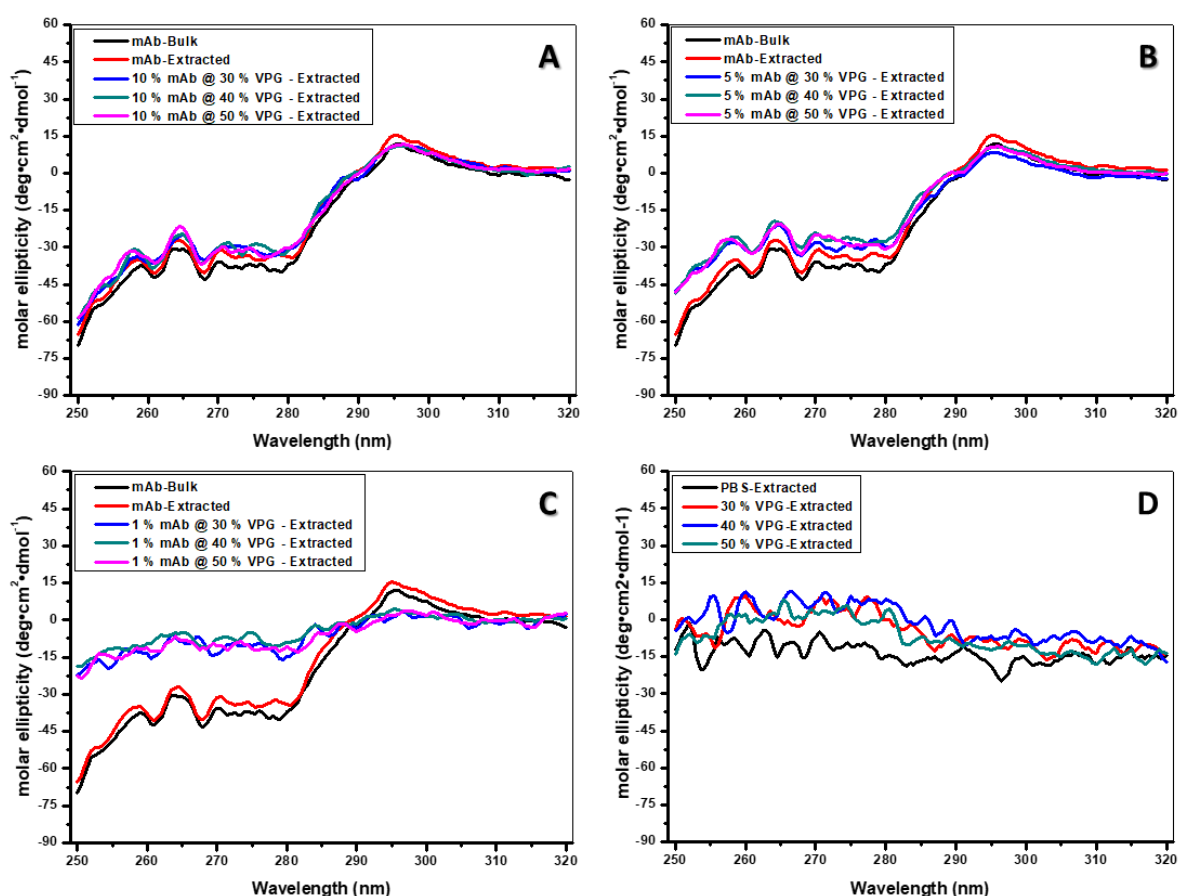 A
mAb-Bulk
mAb-Extracted
10 % mAb @ 30 % VPG - Extracted
10 % mAb @ 40 % VPG - Extracted
10 % mAb @ 50 % VPG - Extracted
60
45
30
15
0
-15
-30
-45
-60
-75
-90
molar ellipticity (deg•cm²•dmol⁻¹)
250 260 270 280 290 300 310 320
Wavelength (nm)
B
mAb-Bulk
mAb-Extracted
5 % mAb @ 30 % VPG - Extracted
5 % mAb @ 40 % VPG - Extracted
5 % mAb @ 50 % VPG - Extracted
60
45
30
15
0
-15
-30
-45
-60
-75
-90
molar ellipticity (deg•cm²•dmol⁻¹)
250 260 270 280 290 300 310 320
Wavelength (nm)
C
mAb-Bulk
mAb-Extracted
1 % mAb @ 30 % VPG - Extracted
1 % mAb @ 40 % VPG - Extracted
1 % mAb @ 50 % VPG - Extracted
60
45
30
15
0
-15
-30
-45
-60
-75
-90
molar ellipticity (deg•cm²•dmol⁻¹)
250 260 270 280 290 300 310 320
Wavelength (nm)
D
PBS-Extracted
30 % VPG-Extracted
40 % VPG-Extracted
50 % VPG-Extracted
60
45
30
15
0
-15
-30
-45
-60
-75
-90
molar ellipticity (deg•cm2•dmol-1)
250 260 270 280 290 300 310 320
Wavelength (nm)